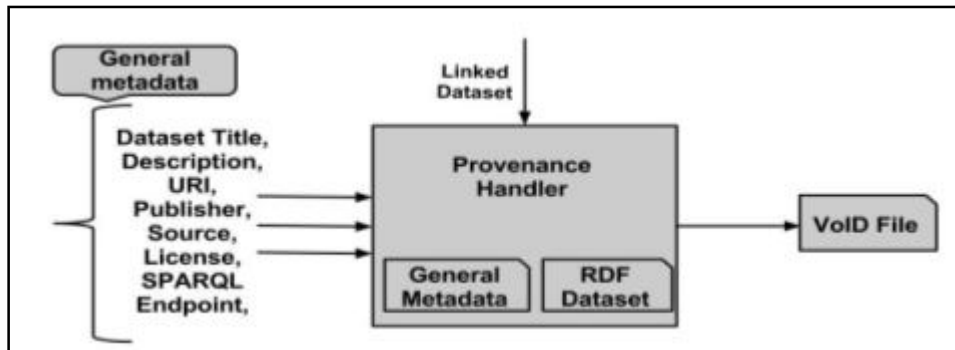 General
metadata
Linked
Dataset
Dataset Title,
Description,
URI,
Publisher,
Source,
License,
SPARQL
Endpoint,
Provenance
Handler
General
Metadata
RDF
Dataset
VoID File